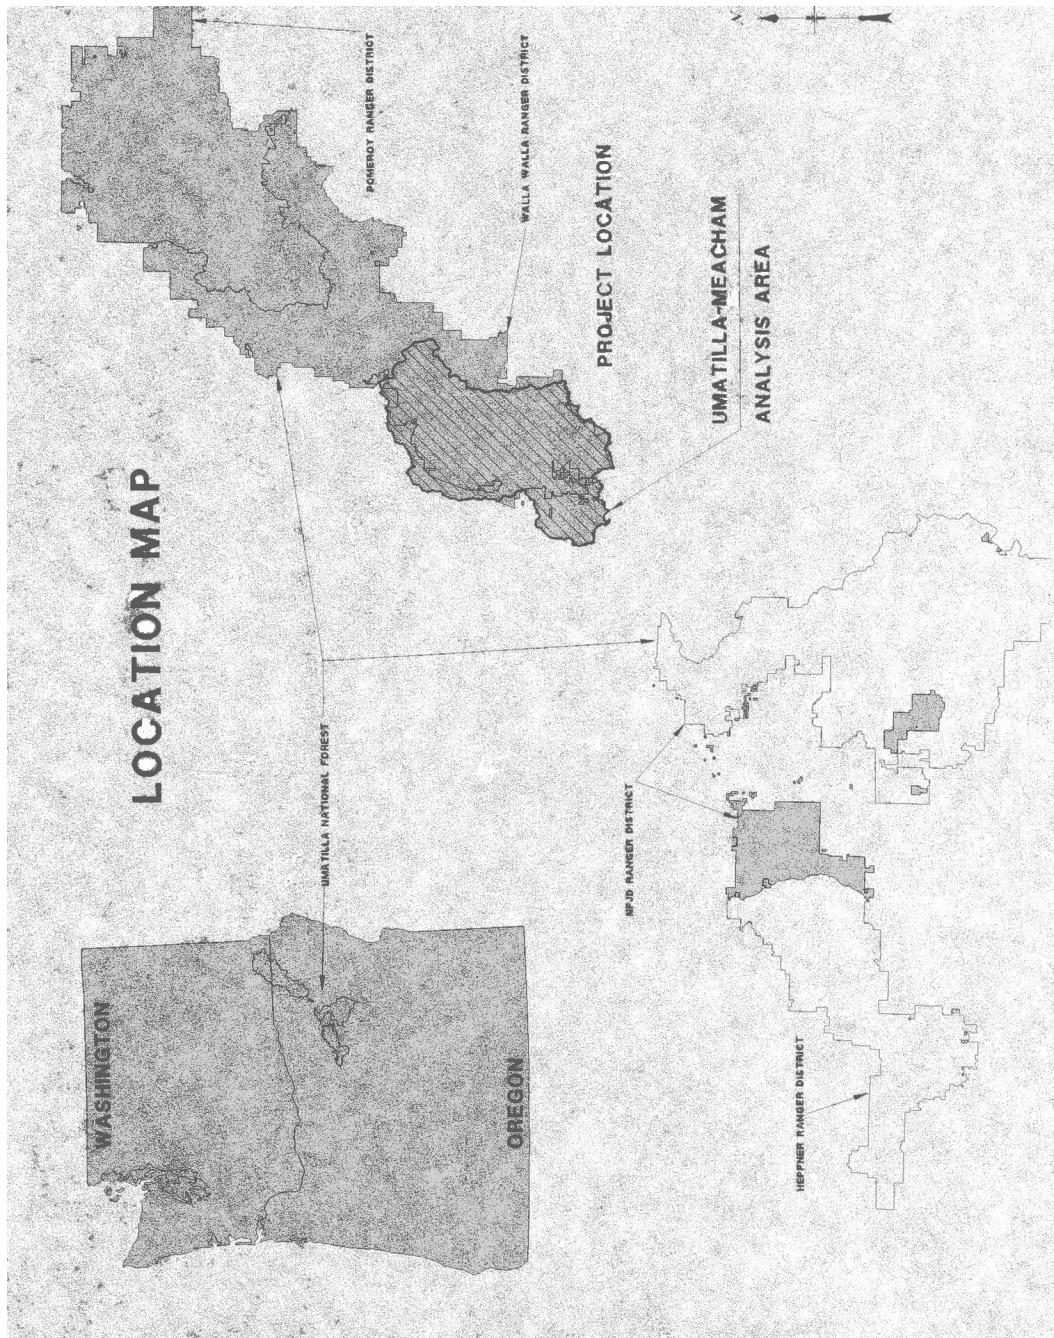 LOCATION MAP
WASHINGTON
OREGON
UMATILLA NATIONAL FOREST
POMEROY RANGER DISTRICT
WALLA WALLA RANGER DISTRICT
PROJECT LOCATION
UMATILLA-MEACHAM
ANALYSIS AREA
NFJD RANGER DISTRICT
HEPPNER RANGER DISTRICT